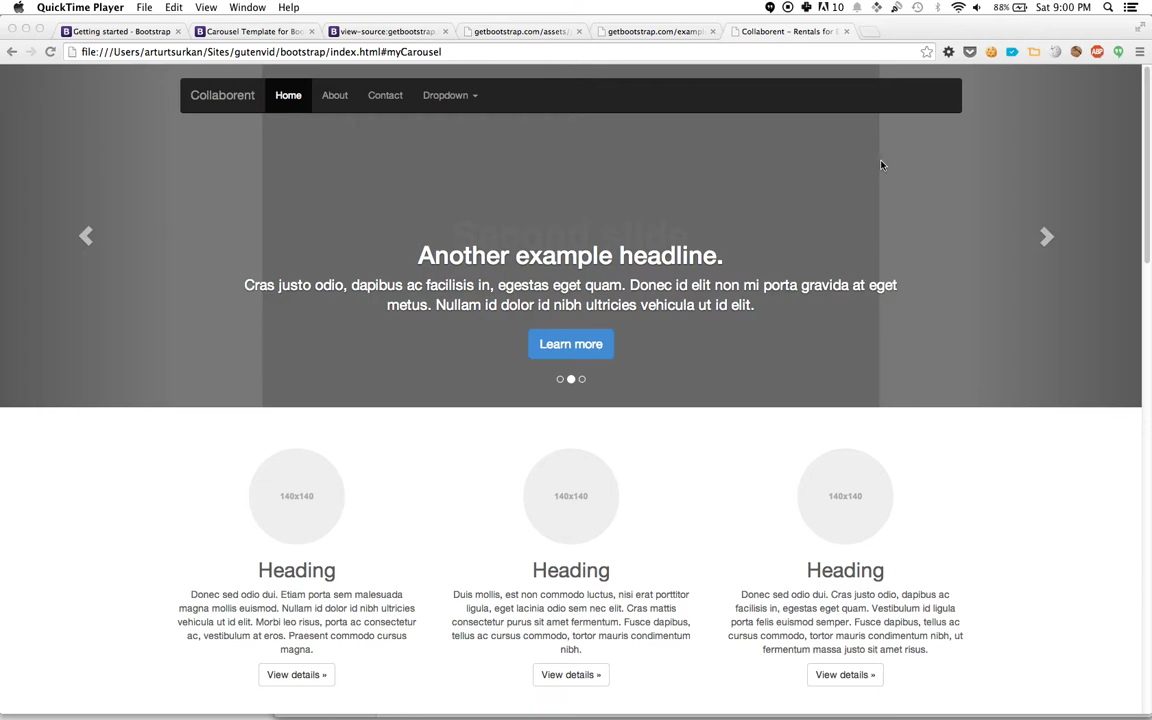 QuickTime Player File Edit View Window Help 10 88% Sat 9:00 PM
Getting started · Bootstrap Carousel Template for Boo view-source:getbootstrap. getbootstrap.com/assets/ getbootstrap.com/exampl Collaborent – Rentals for E
file:///Users/arturtsurkan/Sites/gutenvid/bootstrap/index.html#myCarousel ABP
Collaborent Home About Contact Dropdown
Second slide
Another example headline.
Cras justo odio, dapibus ac facilisis in, egestas eget quam. Donec id elit non mi porta gravida at eget
metus. Nullam id dolor id nibh ultricies vehicula ut id elit.
Learn more
140x140 140x140 140x140
Heading Heading Heading
Donec sed odio dui. Etiam porta sem malesuada
magna mollis euismod. Nullam id dolor id nibh ultricies
vehicula ut id elit. Morbi leo risus, porta ac consectetur
ac, vestibulum at eros. Praesent commodo cursus
magna.
Duis mollis, est non commodo luctus, nisi erat porttitor
ligula, eget lacinia odio sem nec elit. Cras mattis
consectetur purus sit amet fermentum. Fusce dapibus,
tellus ac cursus commodo, tortor mauris condimentum
nibh.
Donec sed odio dui. Cras justo odio, dapibus ac
facilisis in, egestas eget quam. Vestibulum id ligula
porta felis euismod semper. Fusce dapibus, tellus ac
cursus commodo, tortor mauris condimentum nibh, ut
fermentum massa justo sit amet risus.
View details » View details » View details »